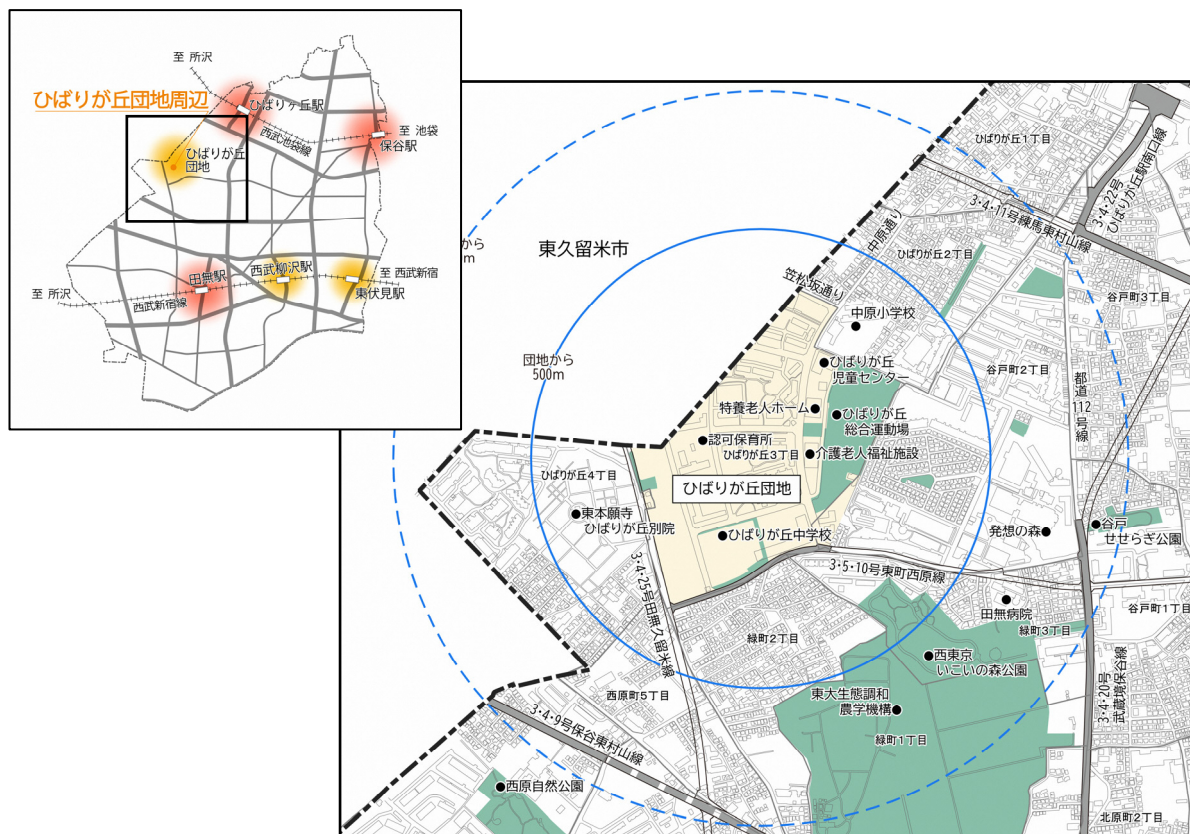 至 所沢
ひばりが丘団地周辺
ひばりヶ丘駅
西武池袋線
至 池袋
保谷駅
ひばりが丘
団地
田無駅
西武柳沢駅
至 西武新宿
東伏見駅
至 所沢
西武新宿線
から
m
東久留米市
団地から
500m
ひばりが丘1丁目
3・4・22号
ひばりが丘駅南口線
3・4・11号練馬東村山線
中原通り
ひばりが丘2丁目
笠松坂通り
谷戸町3丁目
中原小学校
ひばりが丘
児童センター
谷戸町2丁目
都道112号線
特養老人ホーム
ひばりが丘
総合運動場
認可保育所
ひばりが丘3丁目
介護老人福祉施設
ひばりが丘4丁目
ひばりが丘団地
東本願寺
ひばりが丘別院
ひばりが丘中学校
発想の森
谷戸
せせらぎ公園
3・5・10号東町西原線
3・4・25号田無久留米線
田無病院
谷戸町1丁目
緑町2丁目
緑町3丁目
西東京
いこいの森公園
西原町5丁目
東大生態調和
農学機構
3・4・20号
武蔵境保谷線
3・4・9号保谷東村山線
緑町1丁目
西原自然公園
北原町2丁目